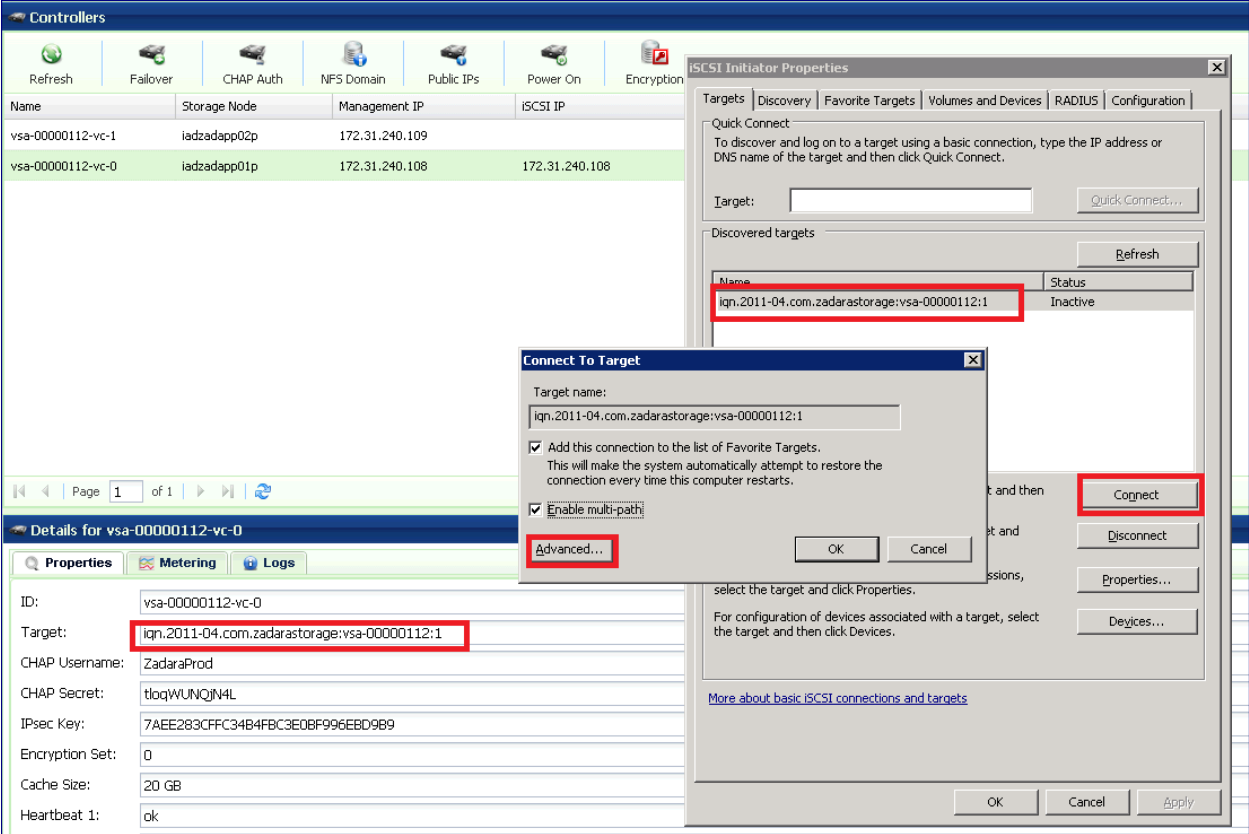 Controllers
Refresh
Failover
CHAP Auth
NFS Domain
Public IPs
Power On
Encryption
Name Storage Node Management IP iSCSI IP
vsa-00000112-vc-1 iadzadapp02p 172.31.240.109
vsa-00000112-vc-0 iadzadapp01p 172.31.240.108 172.31.240.108
Page 1 of 1
Details for vsa-00000112-vc-0
Properties Metering Logs
ID: vsa-00000112-vc-0
Target: iqn.2011-04.com.zadarastorage:vsa-00000112:1
CHAP Username: ZadaraProd
CHAP Secret: tloqWUNQjN4L
IPsec Key: 7AEE283CFFC34B4FBC3E0BF996EBD9B9
Encryption Set: 0
Cache Size: 20 GB
Heartbeat 1: ok
iSCSI Initiator Properties
Targets Discovery Favorite Targets Volumes and Devices RADIUS Configuration
Quick Connect
To discover and log on to a target using a basic connection, type the IP address or
DNS name of the target and then click Quick Connect.
Target: Quick Connect...
Discovered targets
Refresh
Name Status
iqn.2011-04.com.zadarastorage:vsa-00000112:1 Inactive
t and then
Connect
et and
Disconnect
ssions,
select the target and click Properties.
Properties...
For configuration of devices associated with a target, select
the target and then click Devices.
Devices...
More about basic iSCSI connections and targets
OK Cancel Apply
Connect To Target
Target name:
iqn.2011-04.com.zadarastorage:vsa-00000112:1
Add this connection to the list of Favorite Targets.
This will make the system automatically attempt to restore the
connection every time this computer restarts.
Enable multi-path
Advanced... OK Cancel